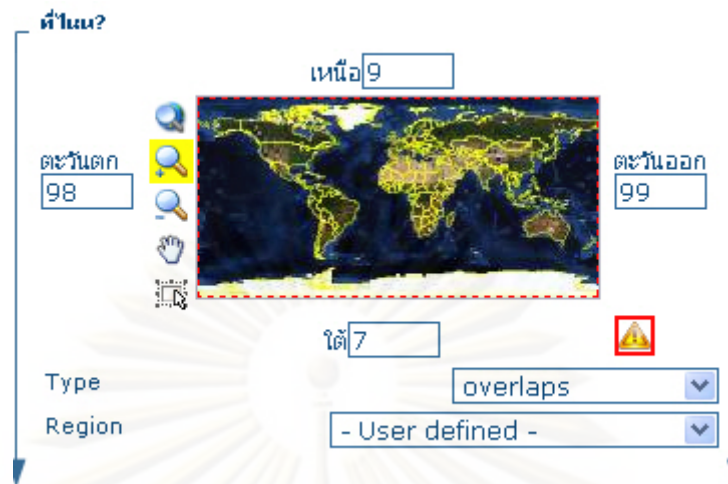 ที่ไหน?
เหนือ 9
ตะวันตก
98
ตะวันออก
99
ใต้ 7
Type overlaps
Region - User defined -